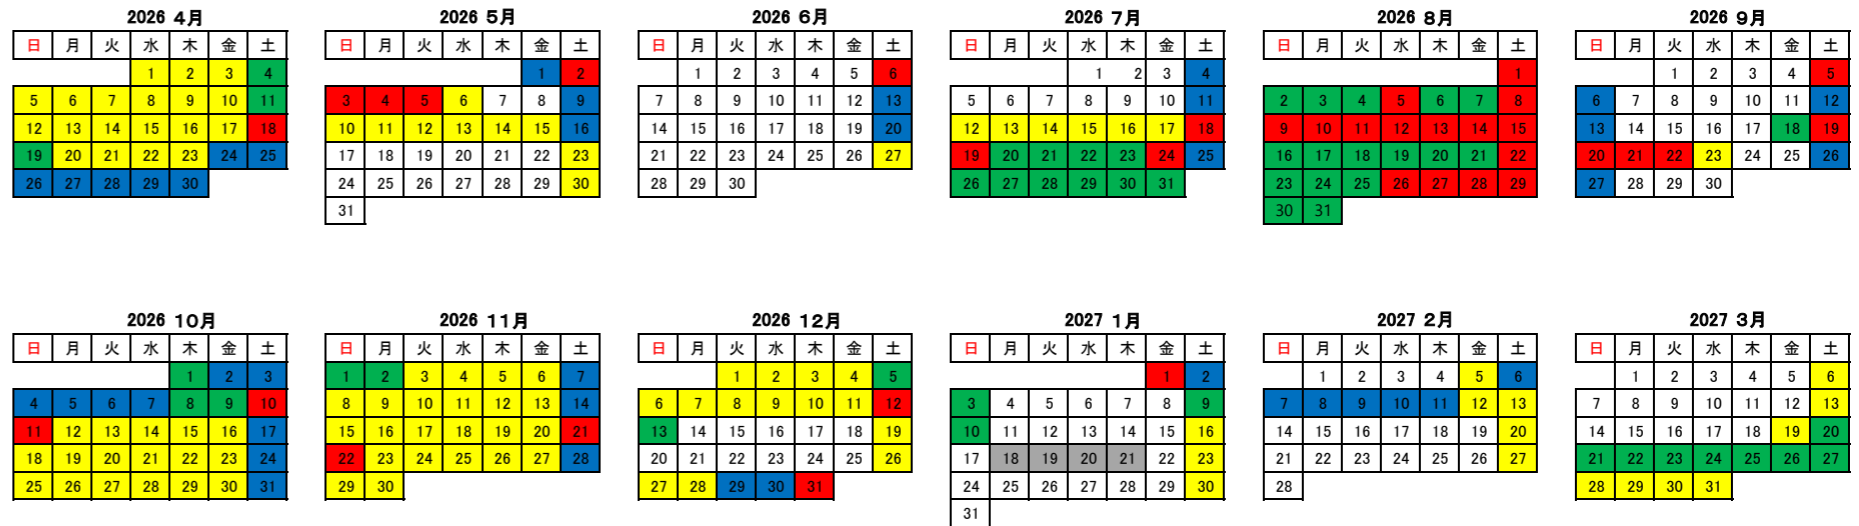 2026 4月
日 月 火 水 木 金 土
1 2 3 4
5 6 7 8 9 10 11
12 13 14 15 16 17 18
19 20 21 22 23 24 25
26 27 28 29 30
2026 5月
日 月 火 水 木 金 土
1 2
3 4 5 6 7 8 9
10 11 12 13 14 15 16
17 18 19 20 21 22 23
24 25 26 27 28 29 30
31
2026 6月
日 月 火 水 木 金 土
1 2 3 4 5 6
7 8 9 10 11 12 13
14 15 16 17 18 19 20
21 22 23 24 25 26 27
28 29 30
2026 7月
日 月 火 水 木 金 土
1 2 3 4
5 6 7 8 9 10 11
12 13 14 15 16 17 18
19 20 21 22 23 24 25
26 27 28 29 30 31
2026 8月
日 月 火 水 木 金 土
1
2 3 4 5 6 7 8
9 10 11 12 13 14 15
16 17 18 19 20 21 22
23 24 25 26 27 28 29
30 31
2026 9月
日 月 火 水 木 金 土
1 2 3 4 5
6 7 8 9 10 11 12
13 14 15 16 17 18 19
20 21 22 23 24 25 26
27 28 29 30
2026 10月
日 月 火 水 木 金 土
1 2 3
4 5 6 7 8 9 10
11 12 13 14 15 16 17
18 19 20 21 22 23 24
25 26 27 28 29 30 31
2026 11月
日 月 火 水 木 金 土
1 2 3 4 5 6 7
8 9 10 11 12 13 14
15 16 17 18 19 20 21
22 23 24 25 26 27 28
29 30
2026 12月
日 月 火 水 木 金 土
1 2 3 4 5
6 7 8 9 10 11 12
13 14 15 16 17 18 19
20 21 22 23 24 25 26
27 28 29 30 31
2027 1月
日 月 火 水 木 金 土
1 2
3 4 5 6 7 8 9
10 11 12 13 14 15 16
17 18 19 20 21 22 23
24 25 26 27 28 29 30
31
2027 2月
日 月 火 水 木 金 土
1 2 3 4 5 6
7 8 9 10 11 12 13
14 15 16 17 18 19 20
21 22 23 24 25 26 27
28
2027 3月
日 月 火 水 木 金 土
1 2 3 4 5 6
7 8 9 10 11 12 13
14 15 16 17 18 19 20
21 22 23 24 25 26 27
28 29 30 31